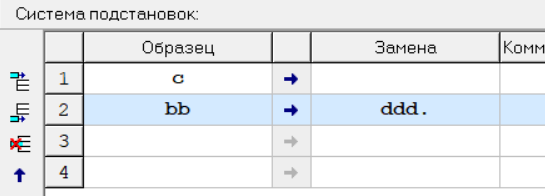 Система подстановок:
Образец Замена Комм
1 c →
2 bb → ddd.
3 →
4 →